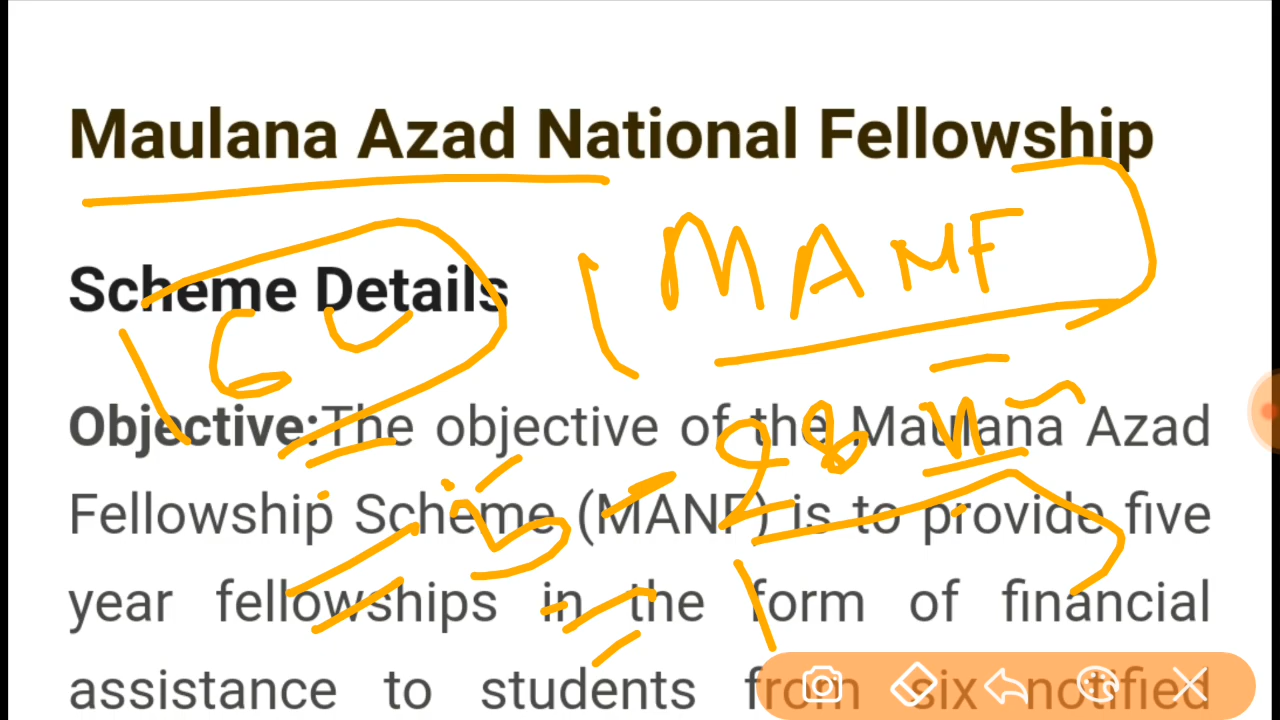 Maulana Azad National Fellowship
MANF
Scheme Details
Objective:The objective of the Maulana Azad
Fellowship Scheme (MANF) is to provide five
year fellowships in the form of financial
assistance to students from six notified